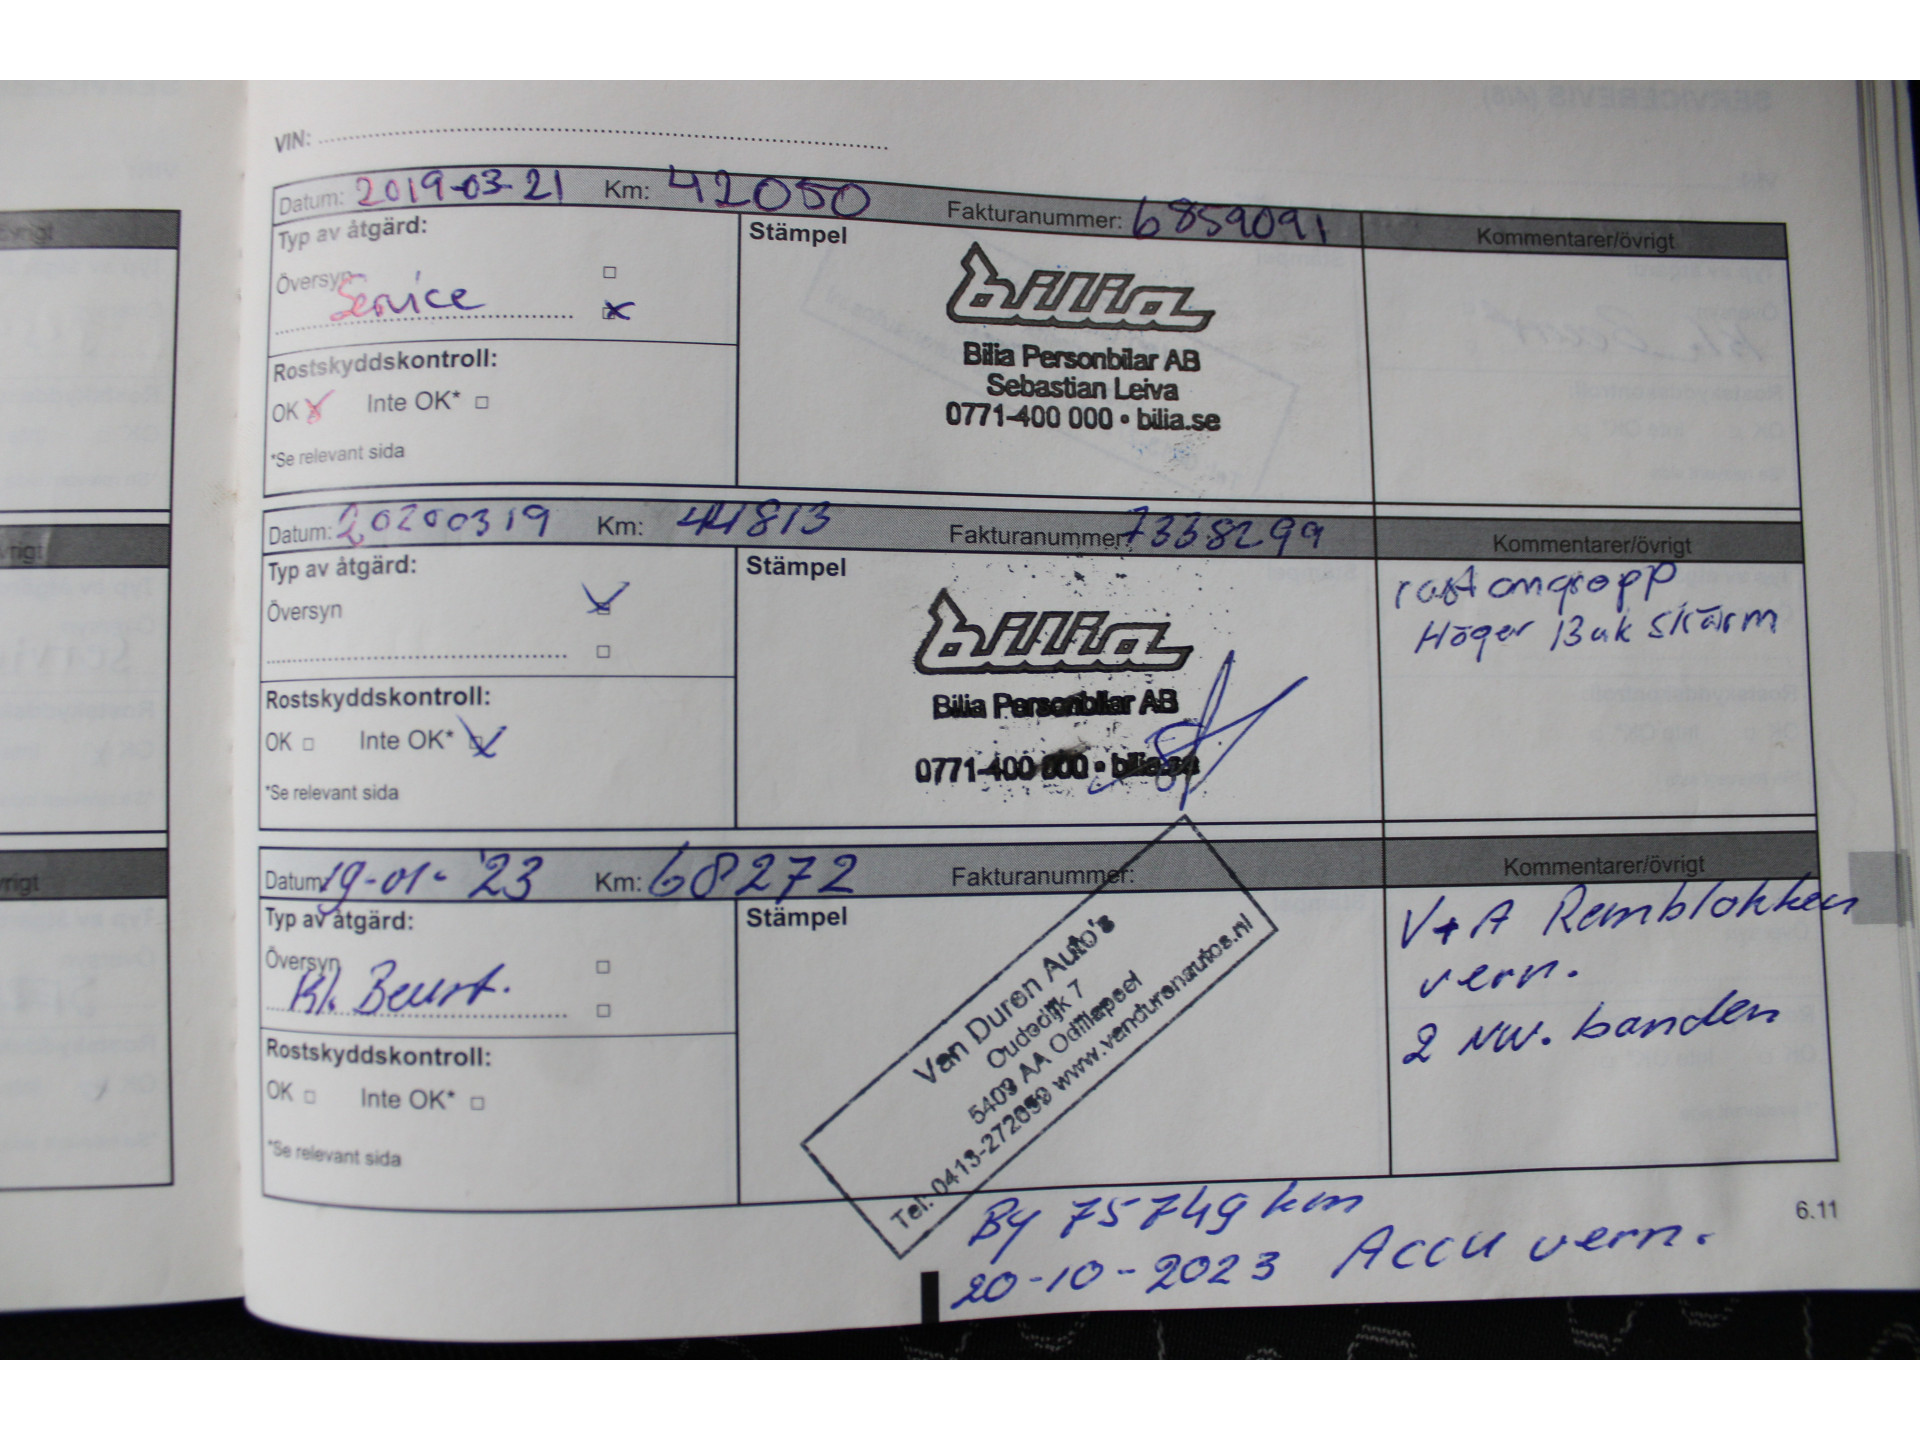 VIN:
Datum: 2019-03-21 Km: 42050 Fakturanummer: 6859091 Kommentarer/övrigt
Typ av åtgärd: Stämpel
Översyn
Service
Rostskyddskontroll:
OK Inte OK*
*Se relevant sida
bilia
Bilia Personbilar AB
Sebastian Leiva
0771-400 000 • bilia.se
Datum: 20200319 Km: 44813 Fakturanummer: 7338299 Kommentarer/övrigt
Typ av åtgärd: Stämpel
Översyn
Rostskyddskontroll:
OK Inte OK*
*Se relevant sida
bilia
Bilia Personbilar AB
0771-400 000 • bilia.se
Höger Bak skärm
Datum: 19-01-'23 Km: 68272 Fakturanummer: Kommentarer/övrigt
Typ av åtgärd: Stämpel
Översyn
Kl. Beurt.
Rostskyddskontroll:
OK Inte OK*
*Se relevant sida
Van Duren Auto's
Oudedijk 7
5409 AA Odiliapeel
Tel: 0413-272059 www.vandurenautos.nl
V+A Remblokken
vern.
2 nw. banden
By 75749 km
20-10-2023 Accu vern.
6.11